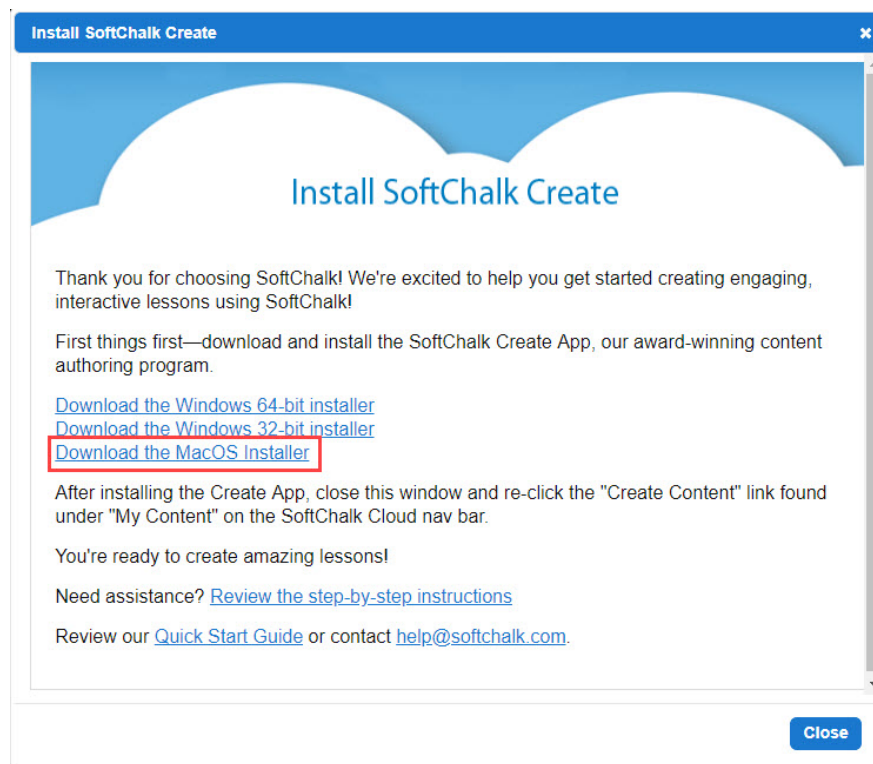 Install SoftChalk Create
Install SoftChalk Create
Thank you for choosing SoftChalk! We're excited to help you get started creating engaging,
interactive lessons using SoftChalk!
First things first—download and install the SoftChalk Create App, our award-winning content
authoring program.
Download the Windows 64-bit installer
Download the Windows 32-bit installer
Download the MacOS Installer
After installing the Create App, close this window and re-click the "Create Content" link found
under "My Content" on the SoftChalk Cloud nav bar.
You're ready to create amazing lessons!
Need assistance? Review the step-by-step instructions
Review our Quick Start Guide or contact help@softchalk.com.
Close